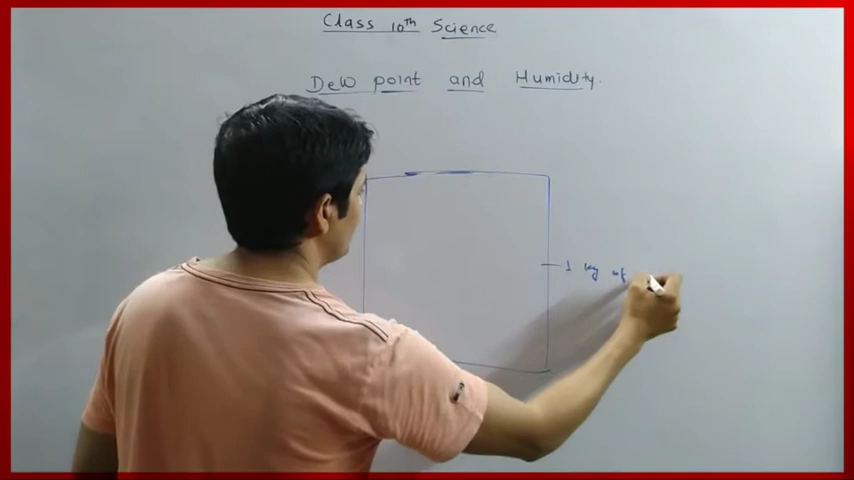 Class 10th Science
Dew point and Humidity.
1 kg of